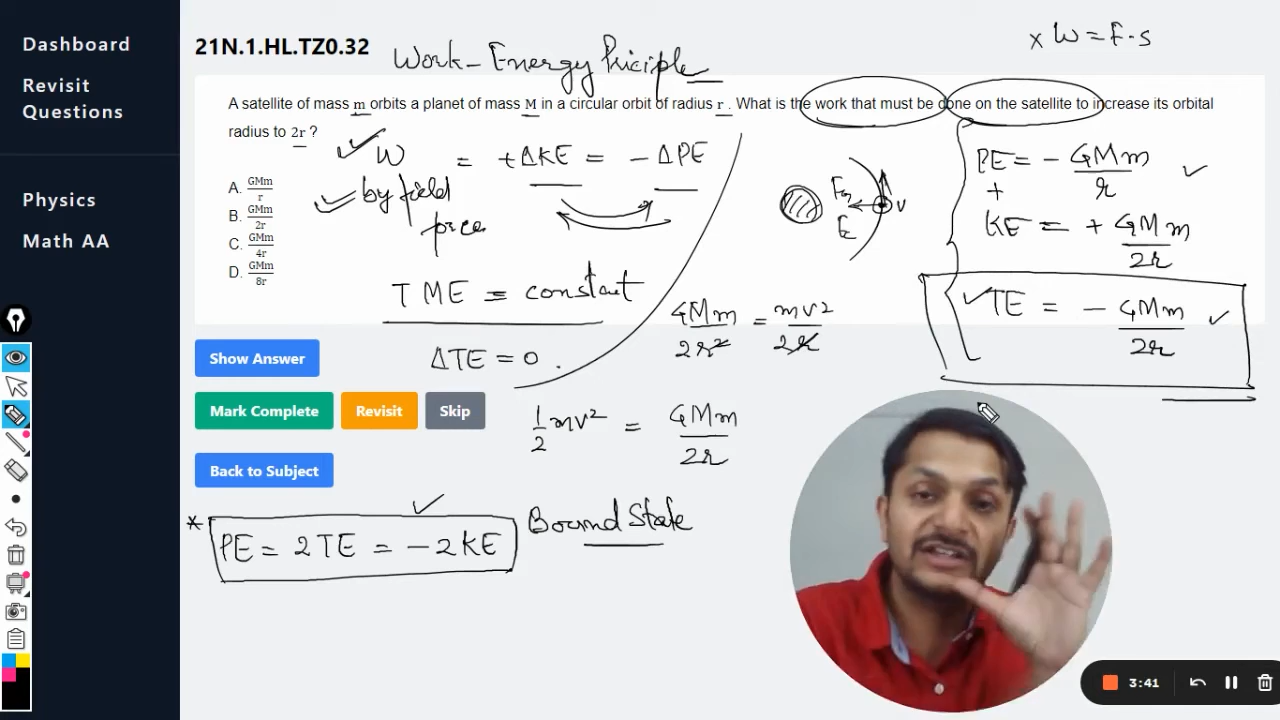 Dashboard
Revisit
Questions
Physics
Math AA
21N.1.HL.TZ0.32
Work-Energy Priciple
x W = F·s
A satellite of mass m orbits a planet of mass M in a circular orbit of radius r . What is the work that must be done on the satellite to increase its orbital
radius to 2r ?
A. GMm/r
B. GMm/2r
C. GMm/4r
D. GMm/8r
W = +ΔKE = - ΔPE
by field
force
TME = constant
ΔTE = 0 .
GMm/2r² = mv²/2r
½mv² = GMm/2r
v
PE = - GMm/r
+
KE = + GMm/2r
TE = - GMm/2r
Show Answer
Mark Complete
Revisit
Skip
Back to Subject
* PE = 2TE = -2KE
Bound State
3:41